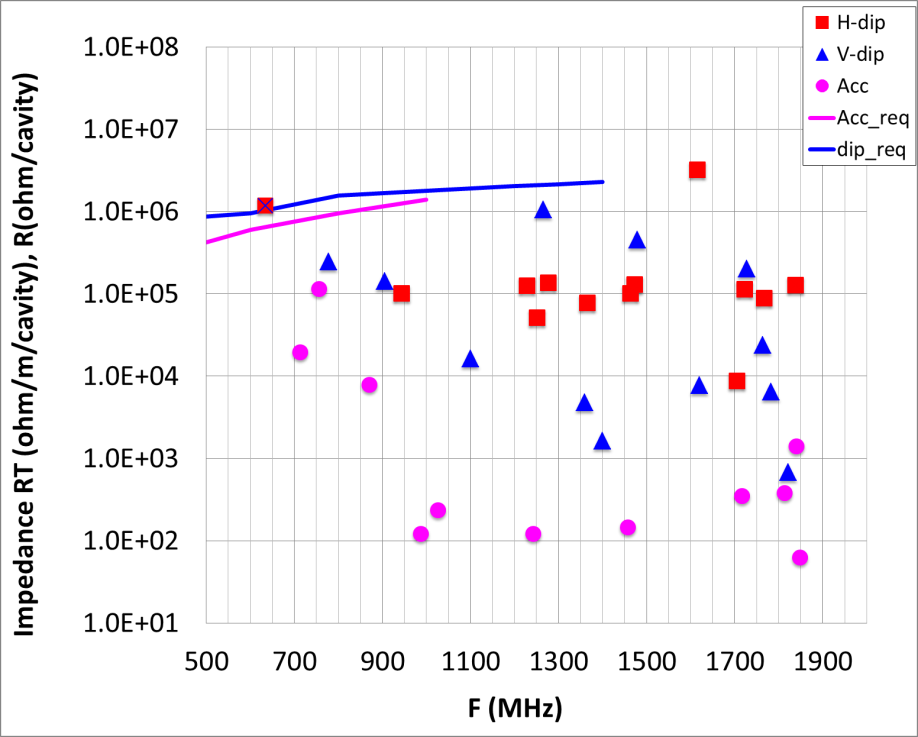 H-dip
V-dip
Acc
Acc_req
dip_req
Impedance RT (ohm/m/cavity), R(ohm/cavity)
1.0E+08
1.0E+07
1.0E+06
1.0E+05
1.0E+04
1.0E+03
1.0E+02
1.0E+01
500 700 900 1100 1300 1500 1700 1900
F (MHz)